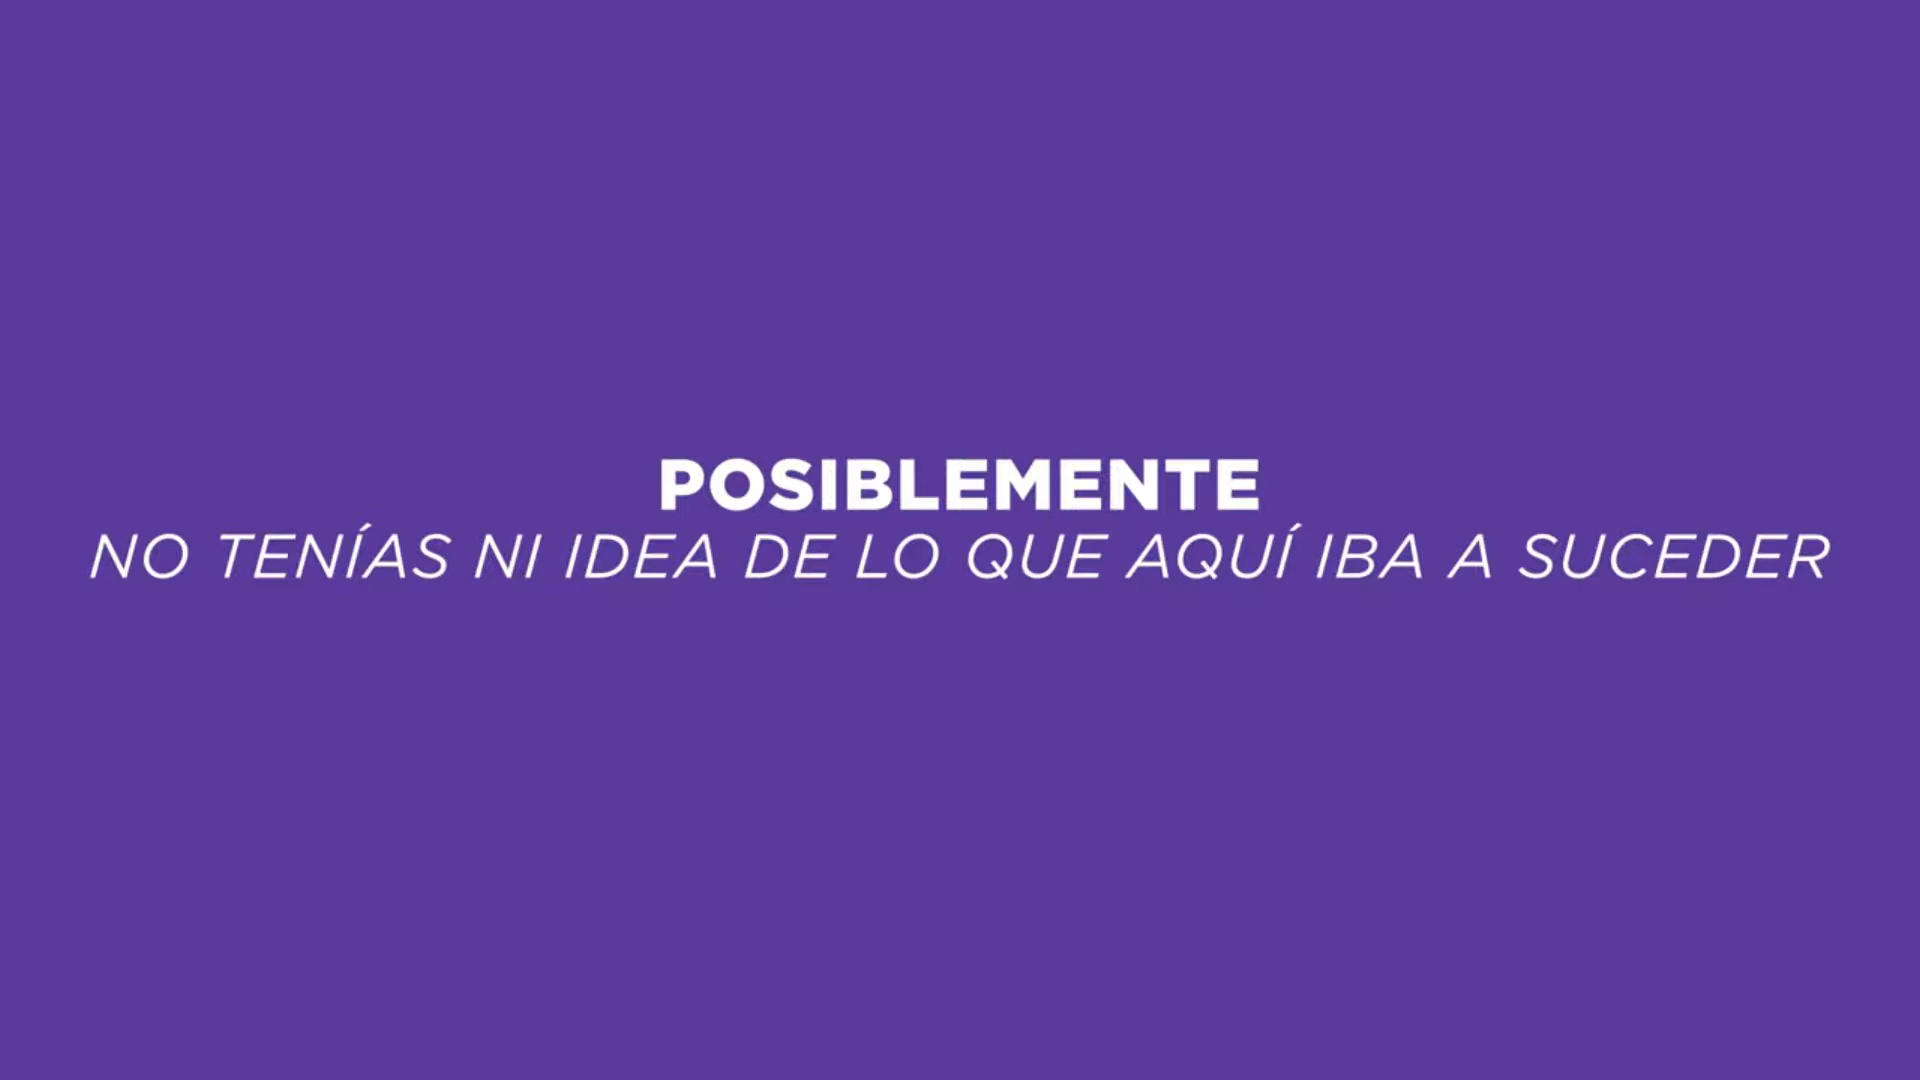 POSIBLEMENTE
NO TENÍAS NI IDEA DE LO QUE AQUÍ IBA A SUCEDER